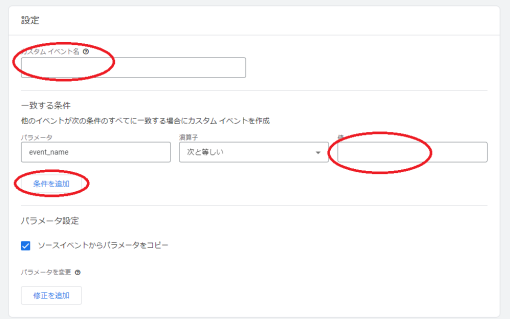 設定
カスタム イベント名
一致する条件
他のイベントが次の条件のすべてに一致する場合にカスタム イベントを作成
パラメータ 演算子 値
event_name 次と等しい
条件を追加
パラメータ設定
ソースイベントからパラメータをコピー
パラメータを変更
修正を追加